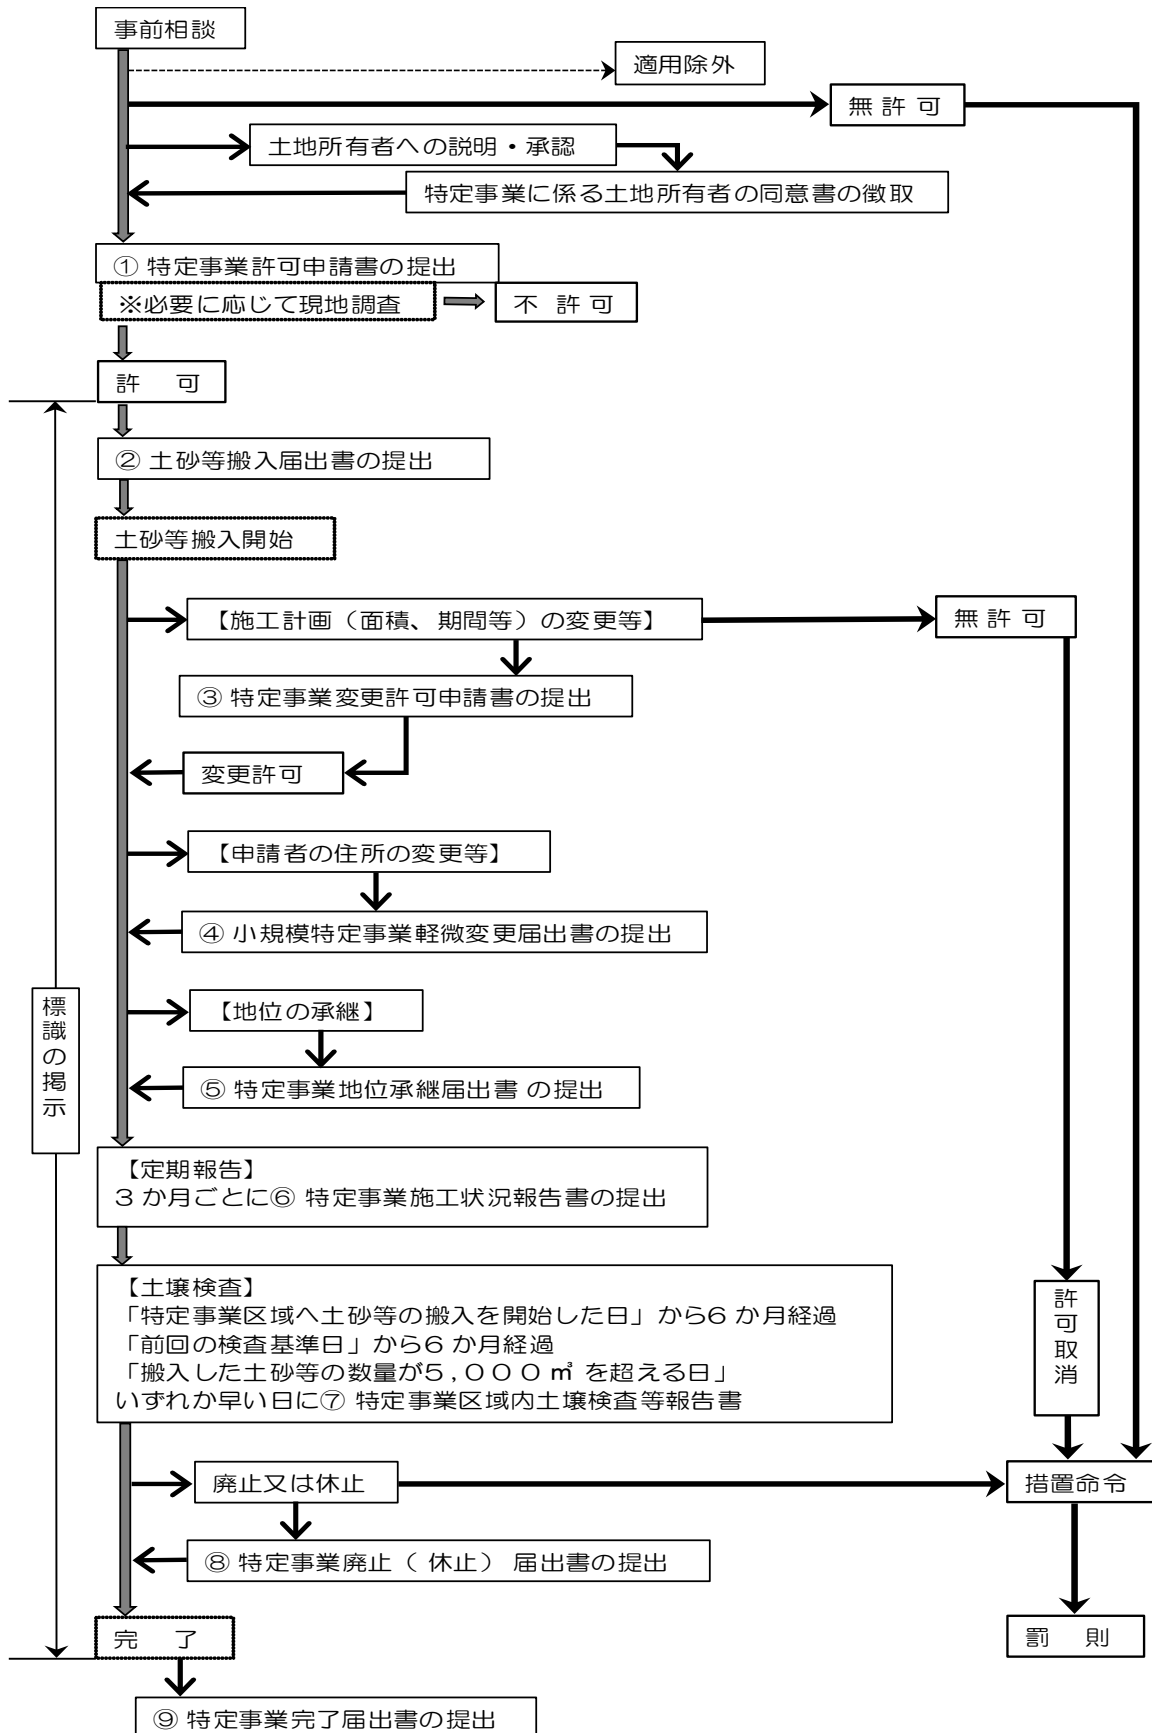 事前相談
適用除外
無許可
土地所有者への説明・承認
特定事業に係る土地所有者の同意書の徴取
① 特定事業許可申請書の提出
※必要に応じて現地調査
不許可
許可
② 土砂等搬入届出書の提出
土砂等搬入開始
【施工計画（面積、期間等）の変更等】
無許可
③ 特定事業変更許可申請書の提出
変更許可
【申請者の住所の変更等】
④ 小規模特定事業軽微変更届出書の提出
標識の掲示
【地位の承継】
⑤ 特定事業地位承継届出書 の提出
【定期報告】
3 か月ごとに⑥ 特定事業施工状況報告書の提出
【土壌検査】
「特定事業区域へ土砂等の搬入を開始した日」から6 か月経過
「前回の検査基準日」から6 か月経過
「搬入した土砂等の数量が5,000㎥ を超える日」
いずれか早い日に⑦ 特定事業区域内土壌検査等報告書
許可取消
廃止又は休止
措置命令
⑧ 特定事業廃止（ 休止） 届出書の提出
完了
罰則
⑨ 特定事業完了届出書の提出